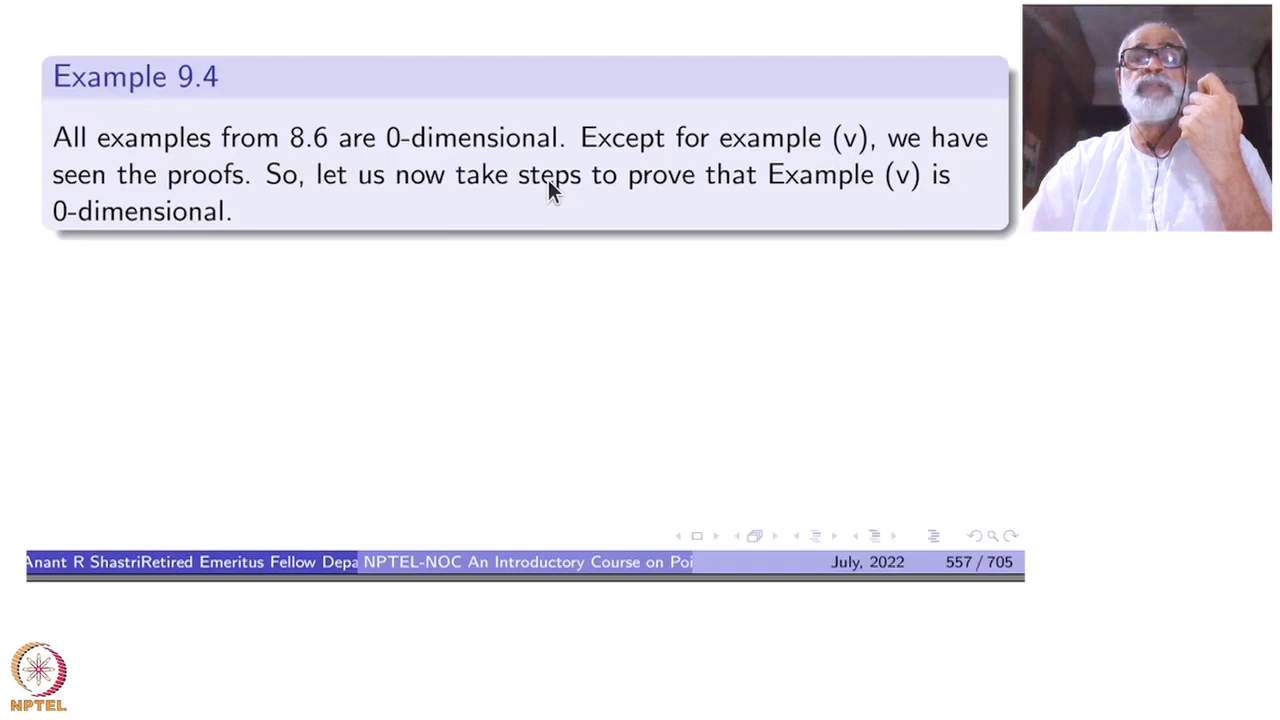 Example 9.4
All examples from 8.6 are 0-dimensional. Except for example (v), we have
seen the proofs. So, let us now take steps to prove that Example (v) is
0-dimensional.
Anant R ShastriRetired Emeritus Fellow Depa
NPTEL-NOC An Introductory Course on Poi
July, 2022
557 / 705
NPTEL